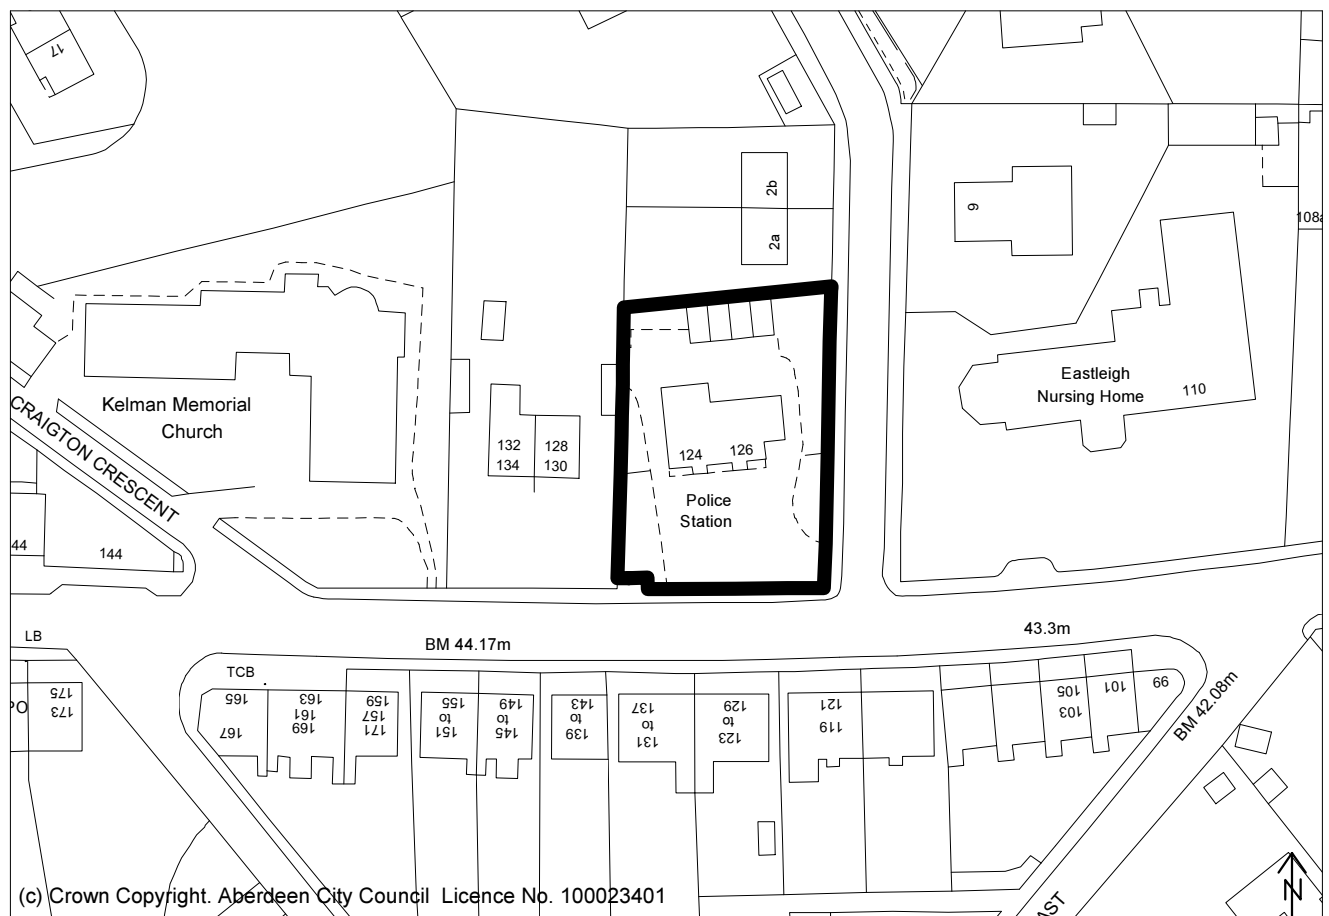 17
2b
2a
9
108a
Eastleigh
Nursing Home
110
Kelman Memorial
Church
CRAIGTON CRESCENT
132
134
128
130
124
126
Police
Station
44
144
LB
BM 44.17m
43.3m
TCB
BM 42.08m
PO
175
173
165
167
163
161
169
159
157
171
155
to
151
149
to
145
143
to
139
137
to
131
129
to
123
121
119
105
103
101
99
AST
N
(c) Crown Copyright. Aberdeen City Council Licence No. 100023401